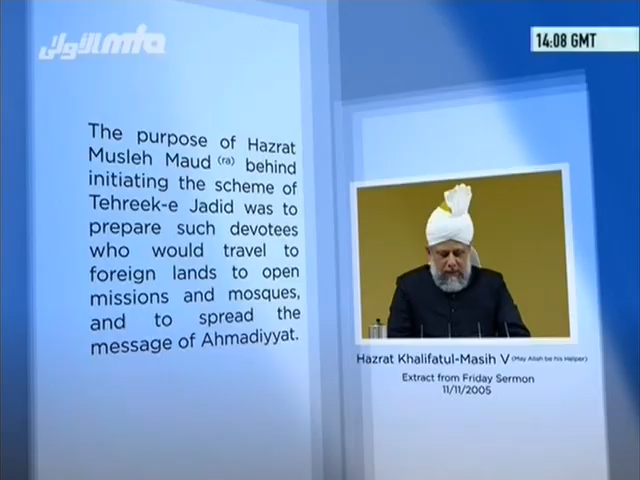 الاولى mta
14:08 GMT
The purpose of Hazrat
Musleh Maud (ra) behind
initiating the scheme of
Tehreek-e Jadid was to
prepare such devotees
who would travel to
foreign lands to open
missions and mosques,
and to spread the
message of Ahmadiyyat.
HAZRAT KHALIFATUL-MASIH V (May Allah be his Helper)
Extract from Friday Sermon
11/11/2005